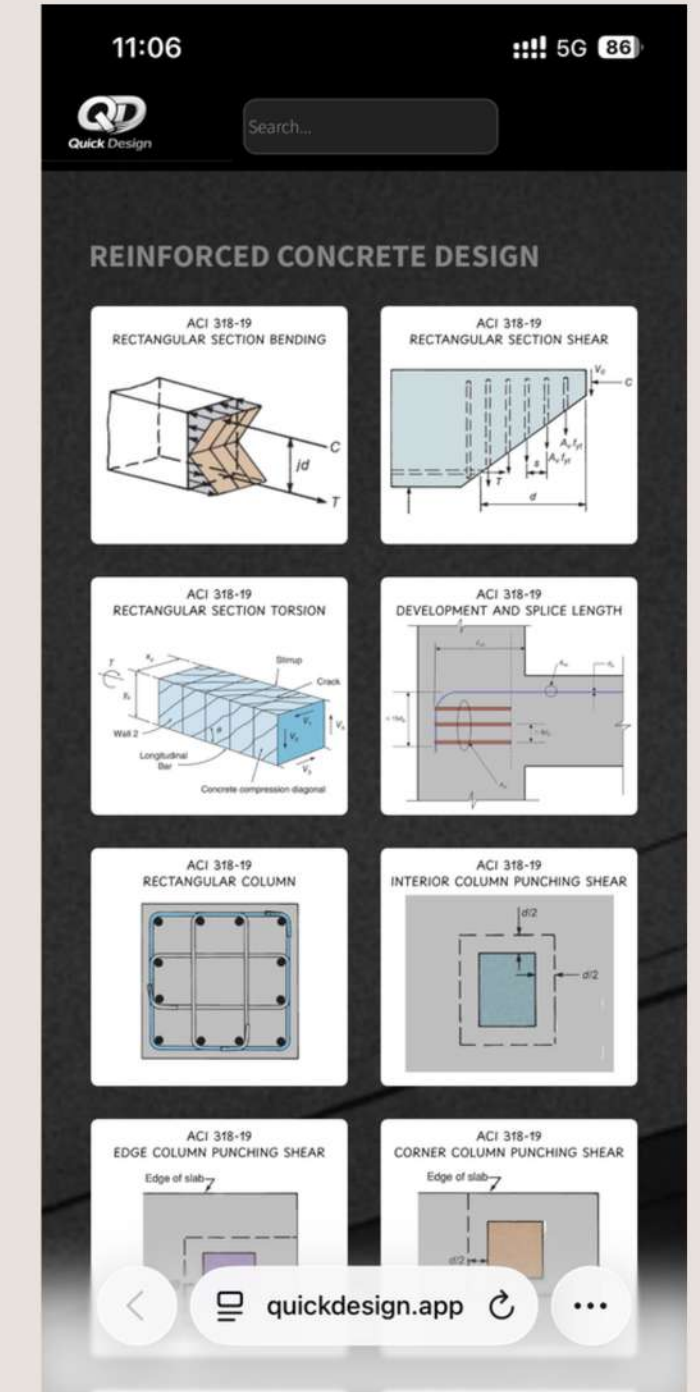 11:06
5G 86
QD
Quick Design
Search...
REINFORCED CONCRETE DESIGN
ACI 318-19
RECTANGULAR SECTION BENDING
C
jd
T
ACI 318-19
RECTANGULAR SECTION SHEAR
C
T
s
d
ACI 318-19
RECTANGULAR SECTION TORSION
T
Stirrup
Crack
Wall 2
θ
Longitudinal
Bar
Concrete compression diagonal
ACI 318-19
DEVELOPMENT AND SPLICE LENGTH
ACI 318-19
RECTANGULAR COLUMN
ACI 318-19
INTERIOR COLUMN PUNCHING SHEAR
d/2
d/2
ACI 318-19
EDGE COLUMN PUNCHING SHEAR
Edge of slab
ACI 318-19
CORNER COLUMN PUNCHING SHEAR
Edge of slab
d/2
quickdesign.app